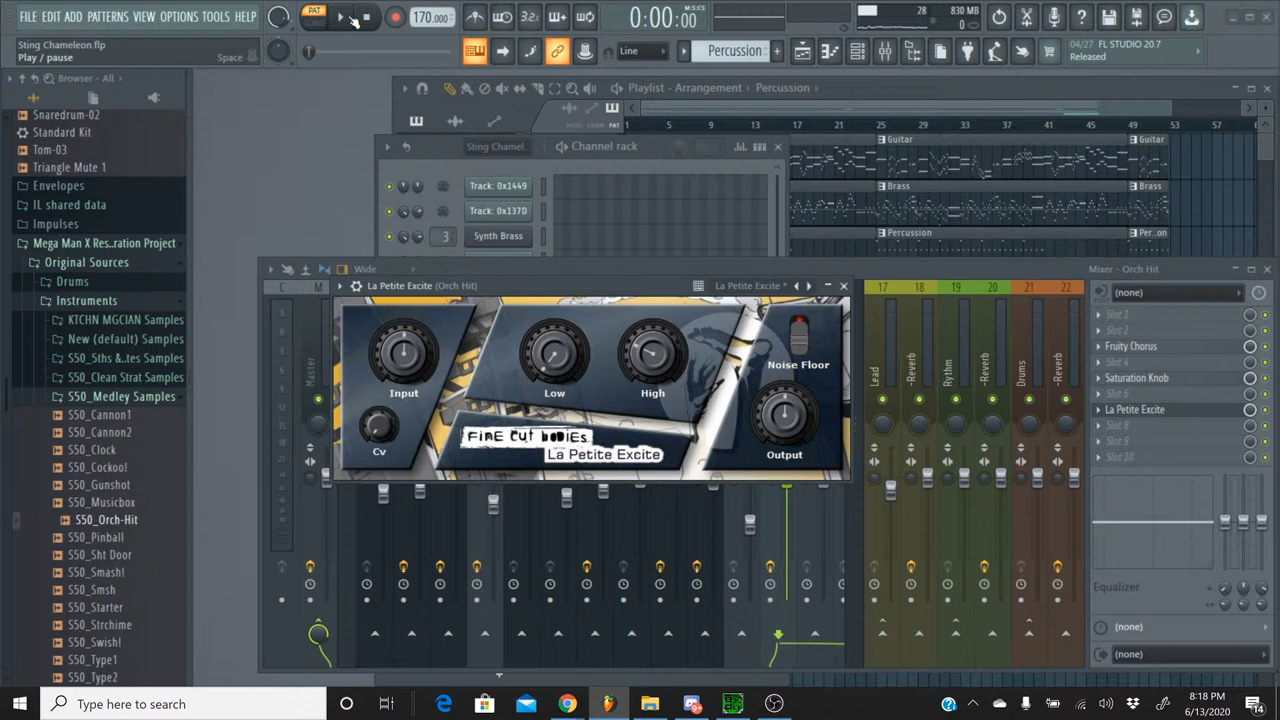 FILE EDIT PATTERNS VIEW OPTIONS TOOLS HELP
PAT
SONG
170.000
3.2:
0:00:00
M:S:CS
28
830 MB
0
Sting Chameleon.flp
Play / pause
Space
Line
Percussion
04/27 FL STUDIO 20.7
Released
Browser - All
Snaredrum-02
Standard Kit
Tom-03
Triangle Mute 1
Envelopes
IL shared data
Impulses
Mega Man X Res..ration Project
Original Sources
Drums
Instruments
KTCHN MGCIAN Samples
New (default) Samples
S50_5ths &..tes Samples
S50_Clean Strat Samples
S50_Medley Samples
S50_Cannon1
S50_Cannon2
S50_Clock
S50_Cockoo!
S50_Gunshot
S50_Musicbox
S50_Orch-Hit
S50_Pinball
S50_Sht Door
S50_Smash!
S50_Smsh
S50_Starter
S50_Strchime
S50_Swish!
S50_Type1
S50_Type2
Playlist - Arrangement
Percussion
NOISE CHAN PAT
1 5 9 13 17 21 25 29 33 37 41 45 49 53 57
Sting Chamel..
Channel rack
Guitar
Guitar
Brass
Brass
Percussion
Per_on
Track: 0x1449
Track: 0x137D
3
Synth Brass
Wide
Mixer - Orch Hit
C M
17 18 19 20 21 22
Master
Lead
-Reverb
Rythm
-Reverb
Drums
-Reverb
La Petite Excite (Orch Hit)
La Petite Excite *
Input
Cv
Low
High
Noise Floor
Output
FINE CUT BODIES
La Petite Excite
(none)
Slot 1
Slot 2
Fruity Chorus
Slot 4
Saturation Knob
Slot 6
La Petite Excite
Slot 8
Slot 9
Slot 10
Equalizer
(none)
(none)
Type here to search
8:18 PM
6/13/2020
14